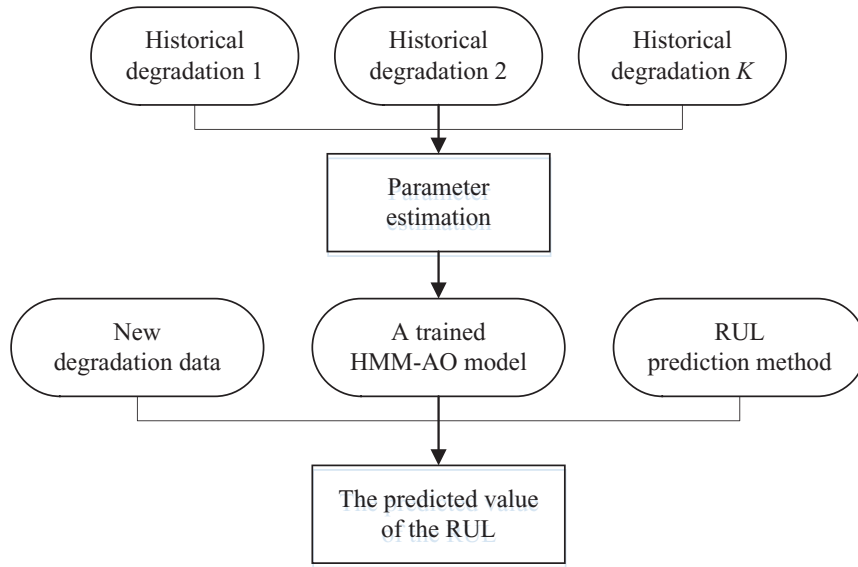 Historical
degradation 1
Historical
degradation 2
Historical
degradation K
Parameter
estimation
New
degradation data
A trained
HMM-AO model
RUL
prediction method
The predicted value
of the RUL